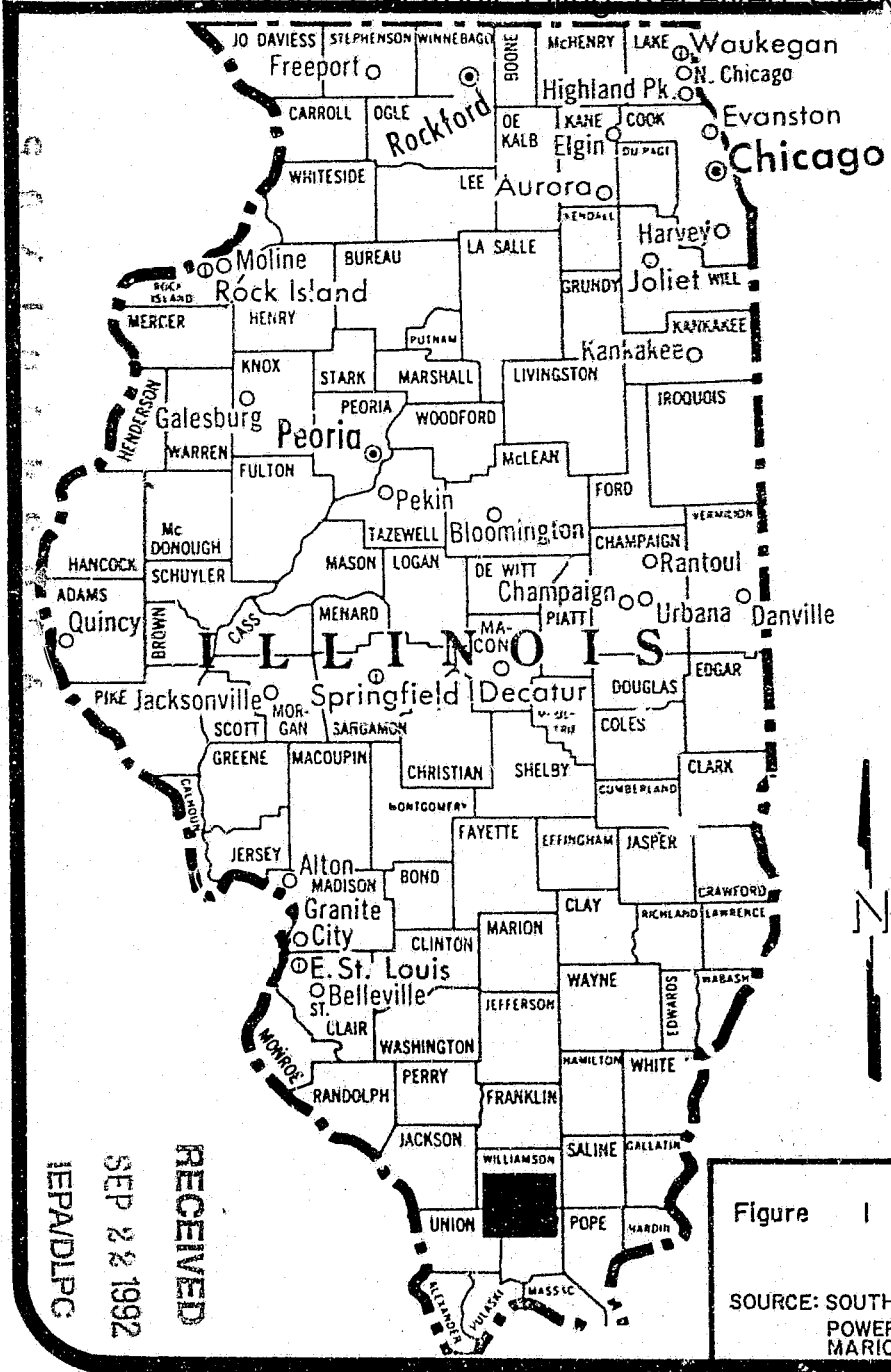 JO DAVIESS STEPHENSON WINNEBAGO BOONE McHENRY LAKE Waukegan
Freeport N. Chicago
Highland Pk.
CARROLL OGLE Rockford DE KALB KANE COOK Evanston
Elgin DU PAGE Chicago
WHITESIDE LEE Aurora
KENDALL Harvey
Moline BUREAU LA SALLE
ROCK ISLAND Rock Island GRUNDY Joliet WILL
MERCER HENRY PUTNAM KANKAKEE
Kankakee
KNOX STARK MARSHALL LIVINGSTON
HENDERSON Galesburg PEORIA WOODFORD IROQUOIS
WARREN Peoria
FULTON McLEAN
Pekin FORD
VERMILION
Mc DONOUGH TAZEWELL Bloomington CHAMPAIGN
HANCOCK MASON LOGAN DE WITT Rantoul
SCHUYLER Champaign
ADAMS CASS MENARD PIATT Urbana Danville
Quincy BROWN MA-
CON
ILLINOIS
EDGAR
PIKE Jacksonville Springfield Decatur DOUGLAS
SCOTT MOR-
GAN SANGAMON COLES
GREENE MACOUPIN CHRISTIAN SHELBY CLARK
CALHOUN CUMBERLAND
MONTGOMERY
FAYETTE EFFINGHAM JASPER
JERSEY Alton
MADISON BOND CRAWFORD
Granite
City CLAY RICHLAND LAWRENCE
CLINTON MARION
E. St. Louis WAYNE WABASH
Belleville JEFFERSON EDWARDS
ST.
CLAIR
MONROE WASHINGTON
HAMILTON WHITE
PERRY
RANDOLPH FRANKLIN
JACKSON
WILLIAMSON SALINE GALLATIN
UNION POPE HARDIN
ALEXANDER PULASKI MASSAC
N
RECEIVED
SEP 22 1992
IEPA/DLPC
Figure 1
SOURCE: SOUTH
POWER
MARIO